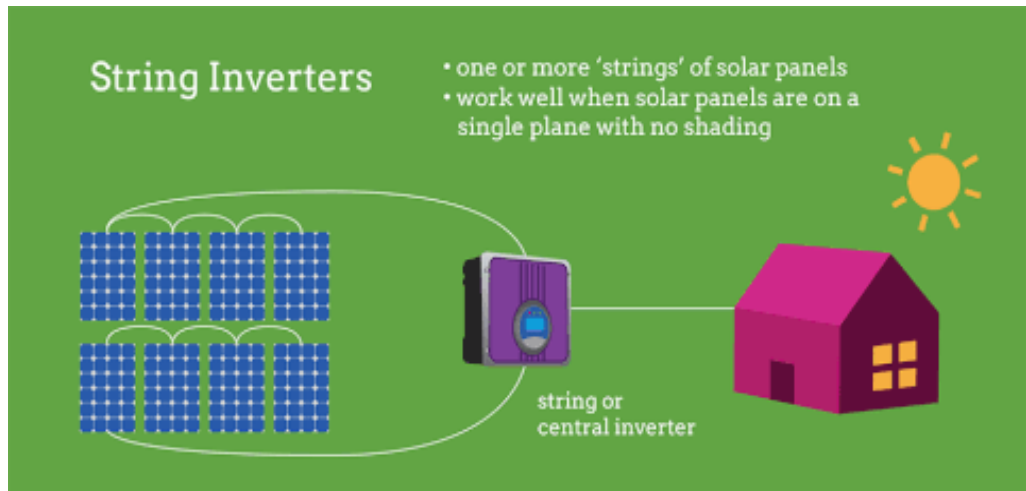 String Inverters
• one or more ‘strings’ of solar panels
• work well when solar panels are on a
single plane with no shading
string or
central inverter